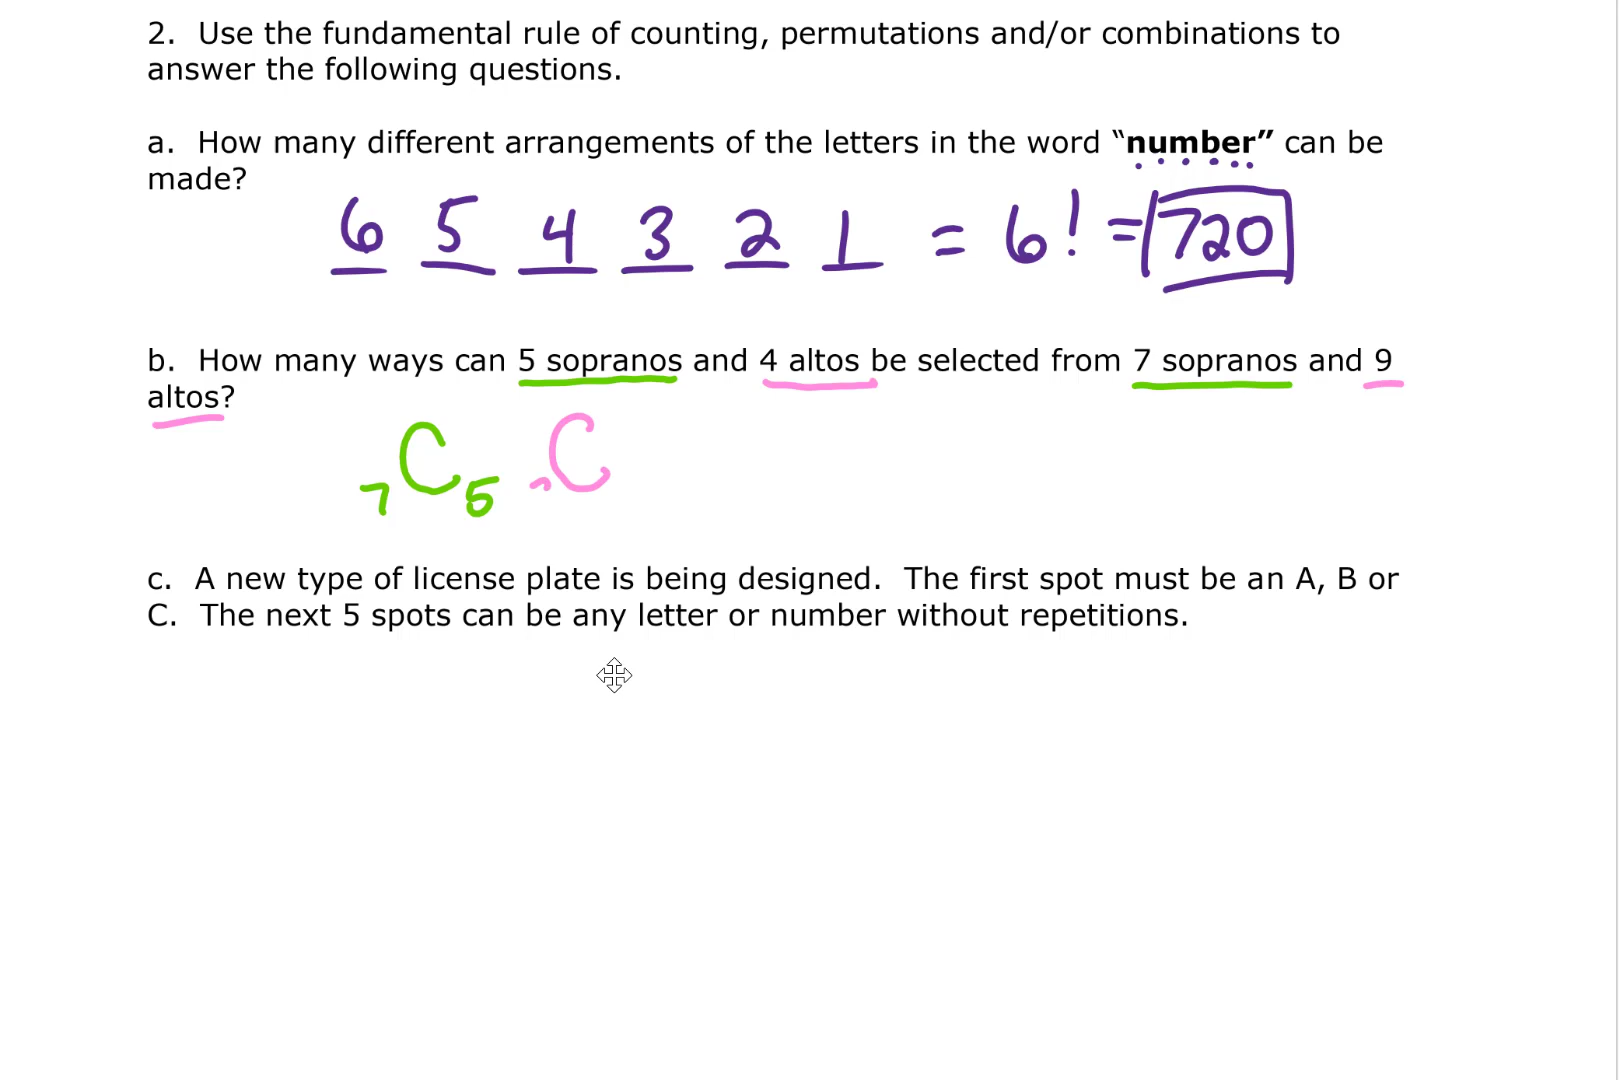 2. Use the fundamental rule of counting, permutations and/or combinations to
answer the following questions.
a. How many different arrangements of the letters in the word “number” can be
made?
6 5 4 3 2 1 = 6! = 720
b. How many ways can 5 sopranos and 4 altos be selected from 7 sopranos and 9
altos?
7C5 C
c. A new type of license plate is being designed. The first spot must be an A, B or
C. The next 5 spots can be any letter or number without repetitions.